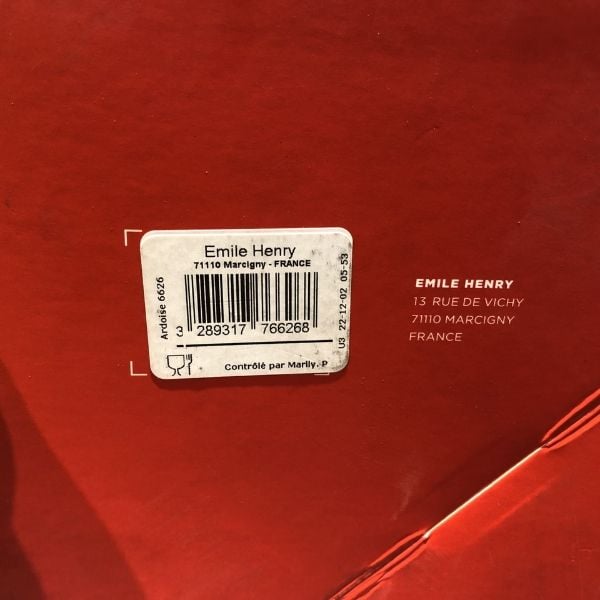 Emile Henry
71110 Marcigny - FRANCE
Ardoise 6626
3 289317 766268
U3 22-12-02 05-53
Contrôlé par Marlly. P
EMILE HENRY
13 RUE DE VICHY
71110 MARCIGNY
FRANCE